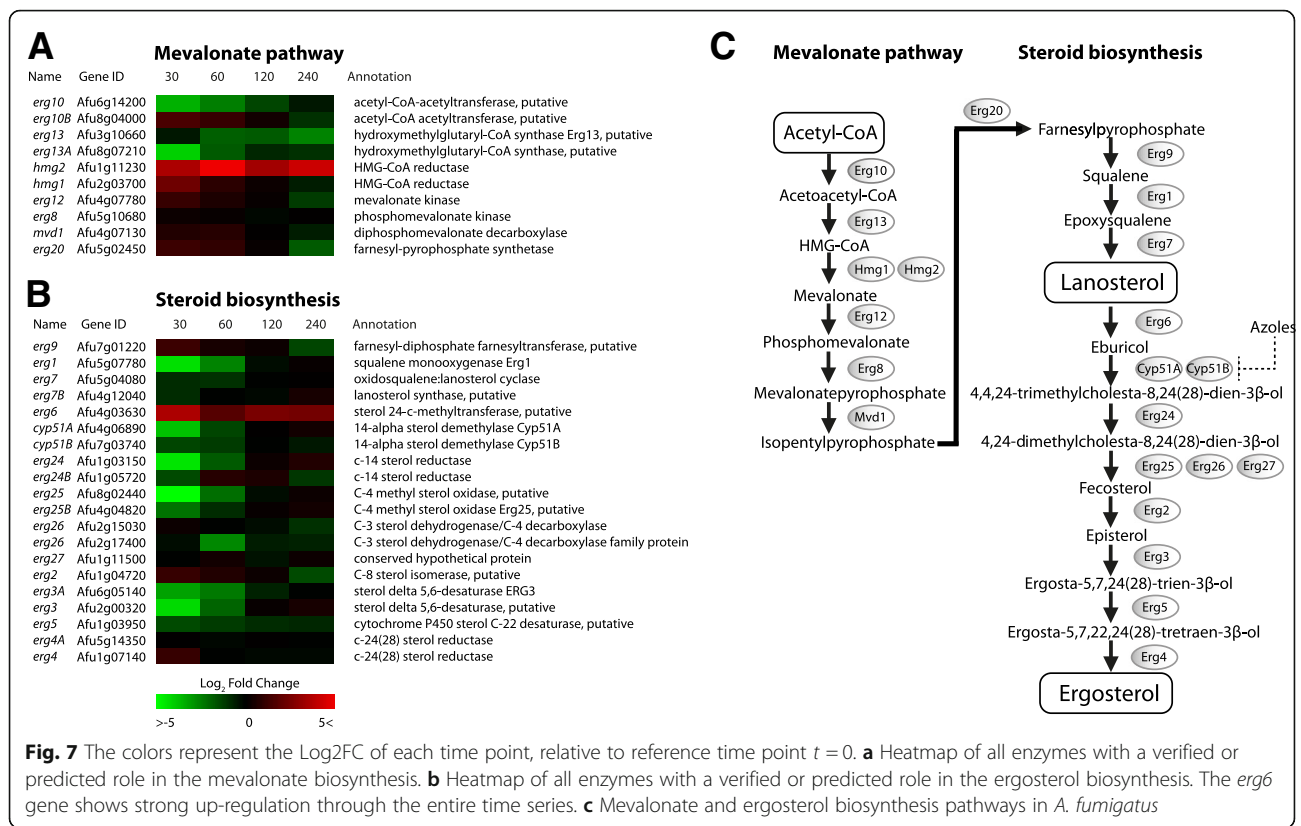 A
Mevalonate pathway
Name Gene ID 30 60 120 240 Annotation
erg10 Afu6g14200 acetyl-CoA-acetyltransferase, putative
erg10B Afu8g04000 acetyl-CoA acetyltransferase, putative
erg13 Afu3g10660 hydroxymethylglutaryl-CoA synthase Erg13, putative
erg13A Afu8g07210 hydroxymethylglutaryl-CoA synthase, putative
hmg2 Afu1g11230 HMG-CoA reductase
hmg1 Afu2g03700 HMG-CoA reductase
erg12 Afu4g07780 mevalonate kinase
erg8 Afu5g10680 phosphomevalonate kinase
mvd1 Afu4g07130 diphosphomevalonate decarboxylase
erg20 Afu5g02450 farnesyl-pyrophosphate synthetase
B
Steroid biosynthesis
Name Gene ID 30 60 120 240 Annotation
erg9 Afu7g01220 farnesyl-diphosphate farnesyltransferase, putative
erg1 Afu5g07780 squalene monooxygenase Erg1
erg7 Afu5g04080 oxidosqualene:lanosterol cyclase
erg7B Afu4g12040 lanosterol synthase, putative
erg6 Afu4g03630 sterol 24-c-methyltransferase, putative
cyp51A Afu4g06890 14-alpha sterol demethylase Cyp51A
cyp51B Afu7g03740 14-alpha sterol demethylase Cyp51B
erg24 Afu1g03150 c-14 sterol reductase
erg24B Afu1g05720 c-14 sterol reductase
erg25 Afu8g02440 C-4 methyl sterol oxidase, putative
erg25B Afu4g04820 C-4 methyl sterol oxidase Erg25, putative
erg26 Afu2g15030 C-3 sterol dehydrogenase/C-4 decarboxylase
erg26 Afu2g17400 C-3 sterol dehydrogenase/C-4 decarboxylase family protein
erg27 Afu1g11500 conserved hypothetical protein
erg2 Afu1g04720 C-8 sterol isomerase, putative
erg3A Afu6g05140 sterol delta 5,6-desaturase ERG3
erg3 Afu2g00320 sterol delta 5,6-desaturase, putative
erg5 Afu1g03950 cytochrome P450 sterol C-22 desaturase, putative
erg4A Afu5g14350 c-24(28) sterol reductase
erg4 Afu1g07140 c-24(28) sterol reductase
Log2 Fold Change
>-5 0 5<
C
Mevalonate pathway
Acetyl-CoA
Erg10
Acetoacetyl-CoA
Erg13
HMG-CoA
Hmg1 Hmg2
Mevalonate
Erg12
Phosphomevalonate
Erg8
Mevalonatepyrophosphate
Mvd1
Isopentylpyrophosphate
Erg20
Steroid biosynthesis
Farnesylpyrophosphate
Erg9
Squalene
Erg1
Epoxysqualene
Erg7
Lanosterol
Erg6
Azoles
Eburicol
Cyp51A Cyp51B
4,4,24-trimethylcholesta-8,24(28)-dien-3β-ol
Erg24
4,24-dimethylcholesta-8,24(28)-dien-3β-ol
Erg25 Erg26 Erg27
Fecosterol
Erg2
Episterol
Erg3
Ergosta-5,7,24(28)-trien-3β-ol
Erg5
Ergosta-5,7,22,24(28)-tretraen-3β-ol
Erg4
Ergosterol
Fig. 7 The colors represent the Log2FC of each time point, relative to reference time point t = 0. a Heatmap of all enzymes with a verified or
predicted role in the mevalonate biosynthesis. b Heatmap of all enzymes with a verified or predicted role in the ergosterol biosynthesis. The erg6
gene shows strong up-regulation through the entire time series. c Mevalonate and ergosterol biosynthesis pathways in A. fumigatus